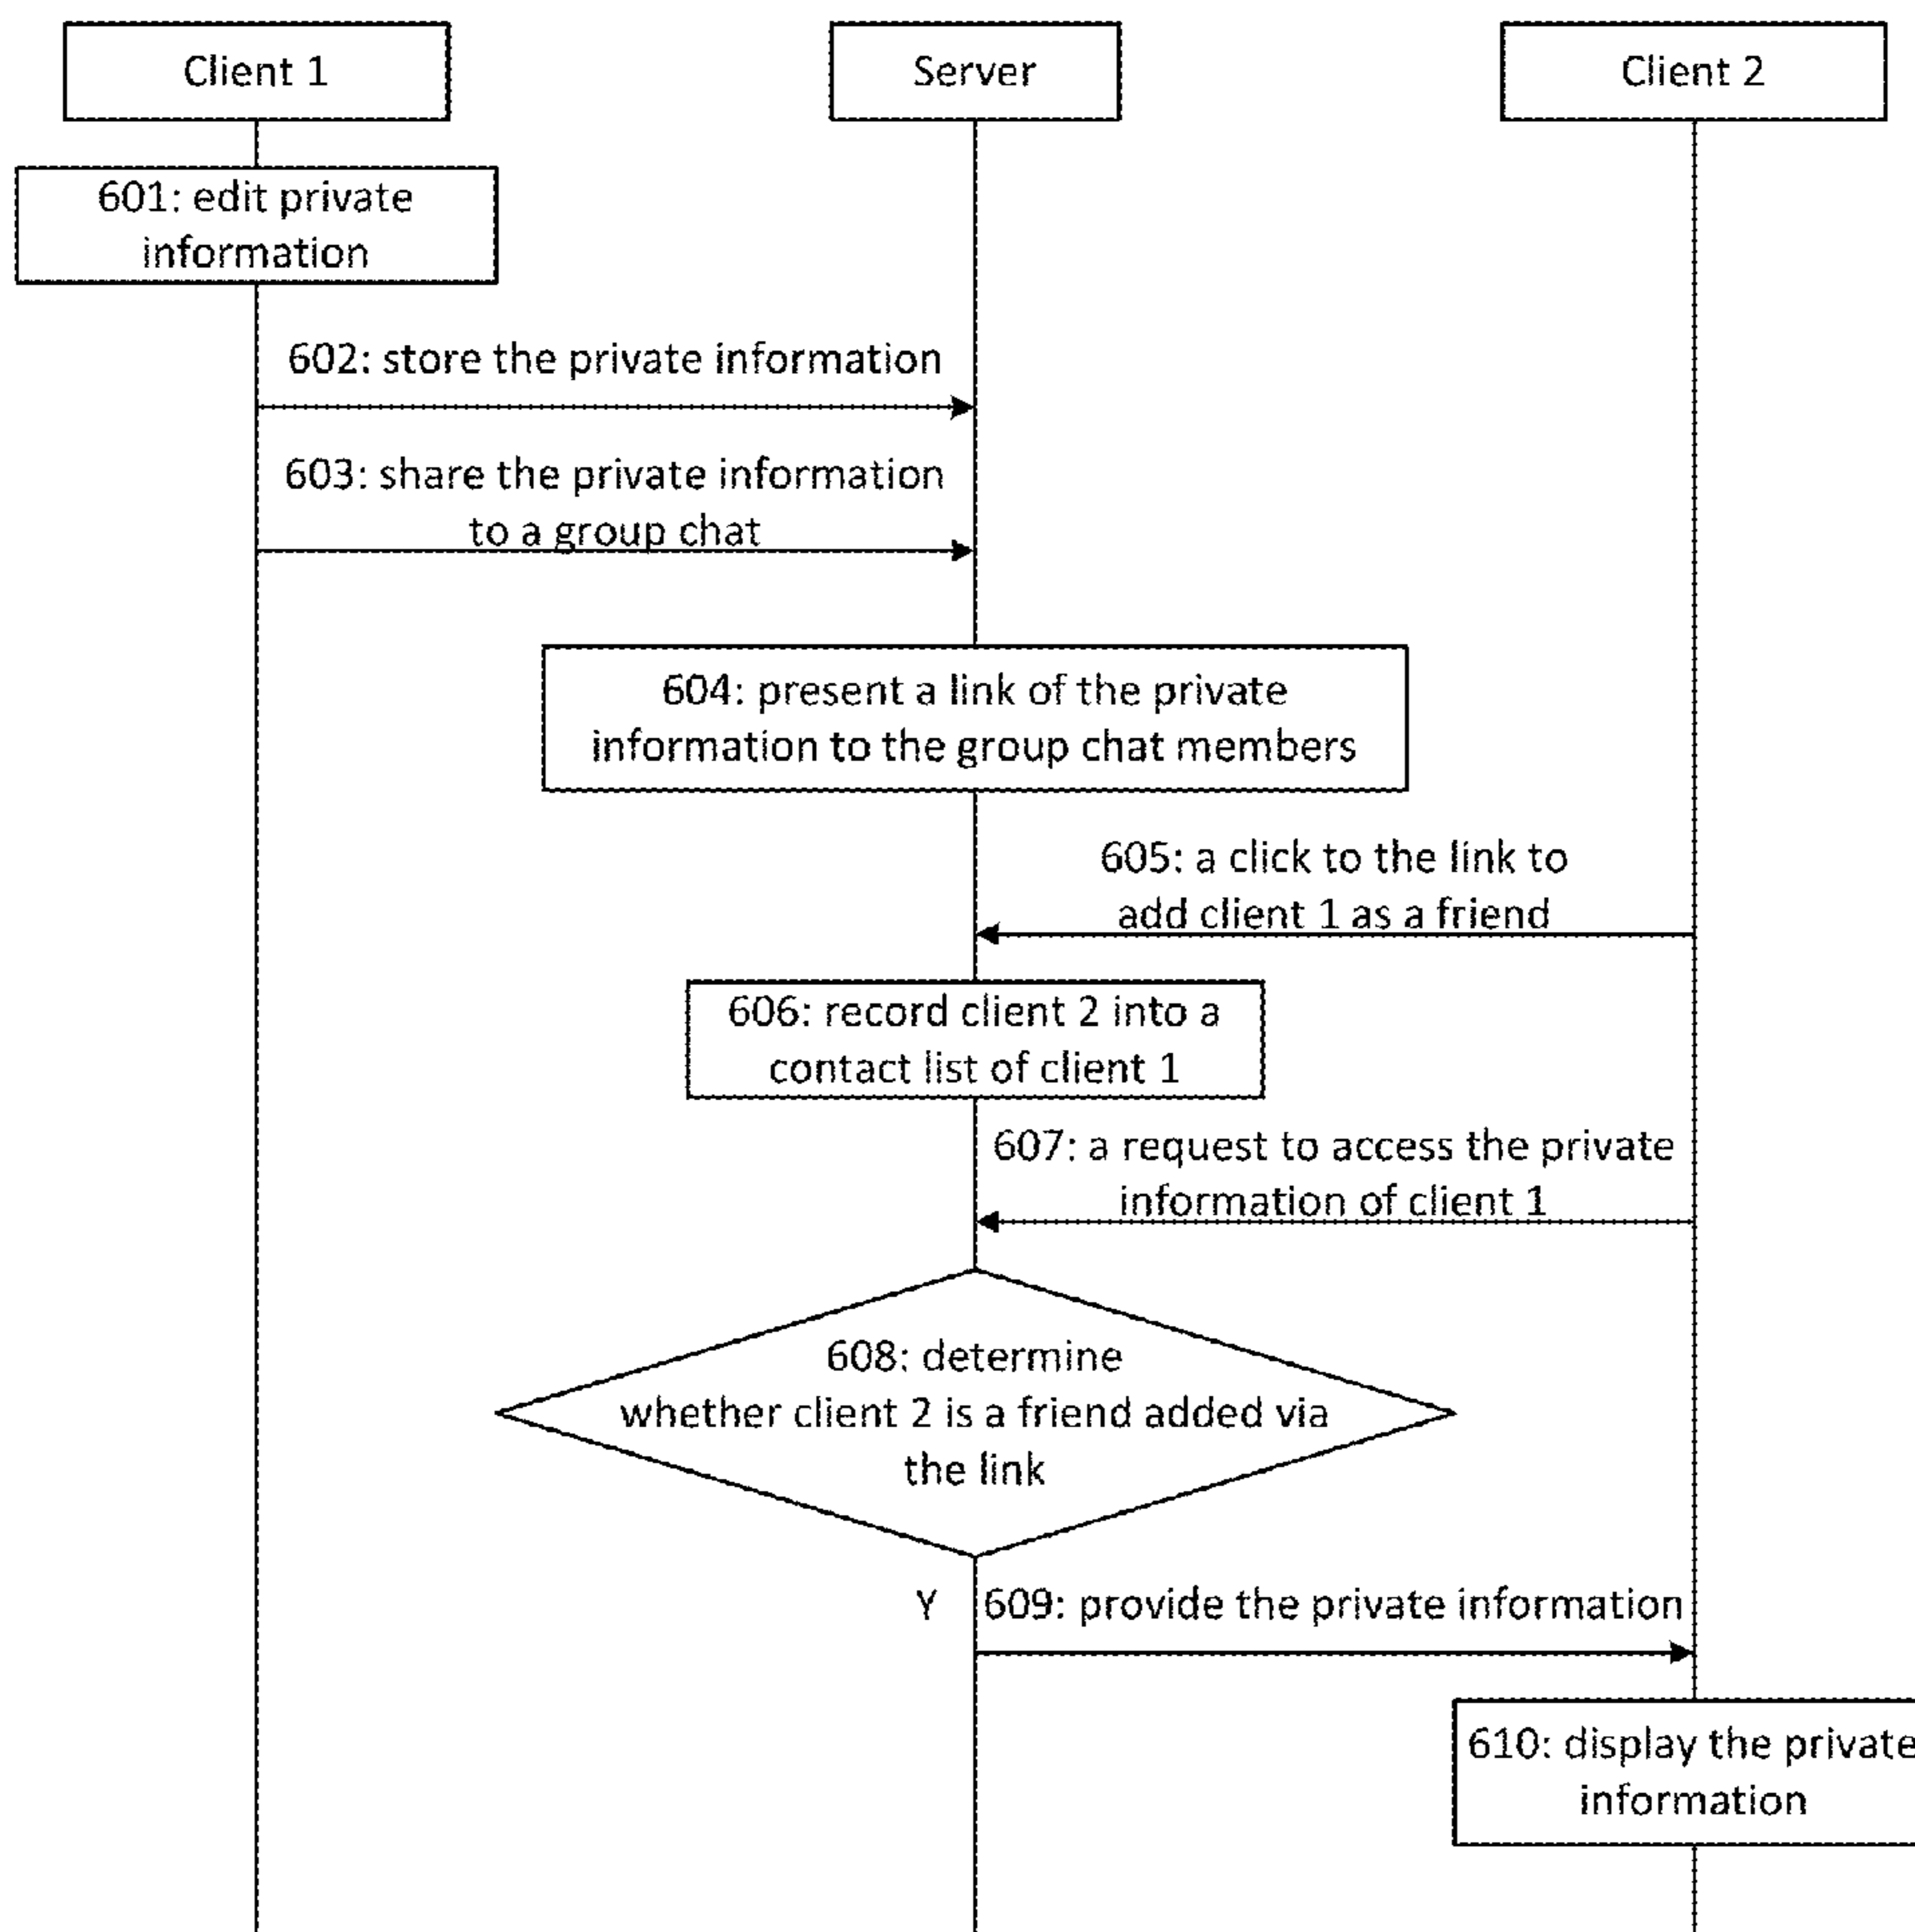 Client 1
Server
Client 2
601: edit private
information
602: store the private information
603: share the private information
to a group chat
604: present a link of the private
information to the group chat members
605: a click to the link to
add client 1 as a friend
606: record client 2 into a
contact list of client 1
607: a request to access the private
information of client 1
608: determine
whether client 2 is a friend added via
the link
Y
609: provide the private information
610: display the private
information